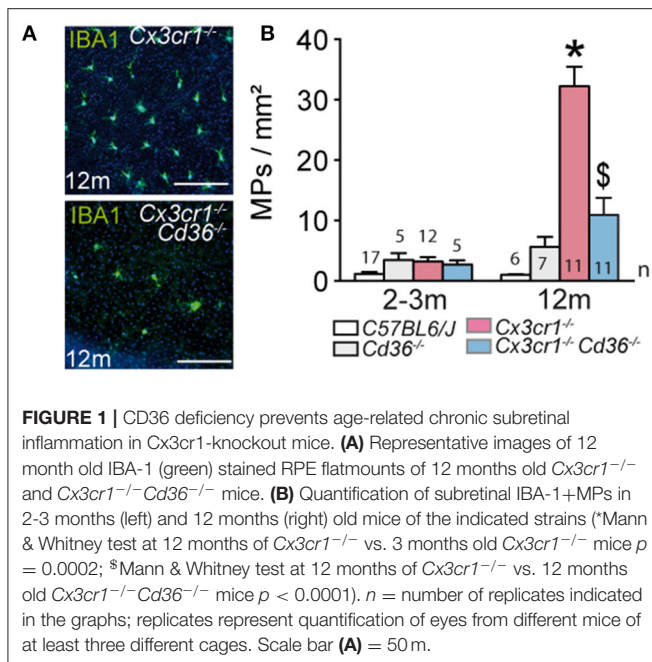 A
IBA1 Cx3cr1-/-
12m
IBA1 Cx3cr1-/-
Cd36-/-
12m
B
MPs / mm²
40
30
20
10
0
17
5
12
5
6
7
11
11
n
*
$
2-3m
12m
C57BL6/J
Cx3cr1-/-
Cd36-/-
Cx3cr1-/- Cd36-/-
FIGURE 1 | CD36 deficiency prevents age-related chronic subretinal
inflammation in Cx3cr1-knockout mice. (A) Representative images of 12
month old IBA-1 (green) stained RPE flatmounts of 12 months old Cx3cr1−/−
and Cx3cr1−/−Cd36−/− mice. (B) Quantification of subretinal IBA-1+MPs in
2-3 months (left) and 12 months (right) old mice of the indicated strains (*Mann
& Whitney test at 12 months of Cx3cr1−/− vs. 3 months old Cx3cr1−/− mice p
= 0.0002; $Mann & Whitney test at 12 months of Cx3cr1−/− vs. 12 months
old Cx3cr1−/−Cd36−/− mice p < 0.0001). n = number of replicates indicated
in the graphs; replicates represent quantification of eyes from different mice of
at least three different cages. Scale bar (A) = 50 m.